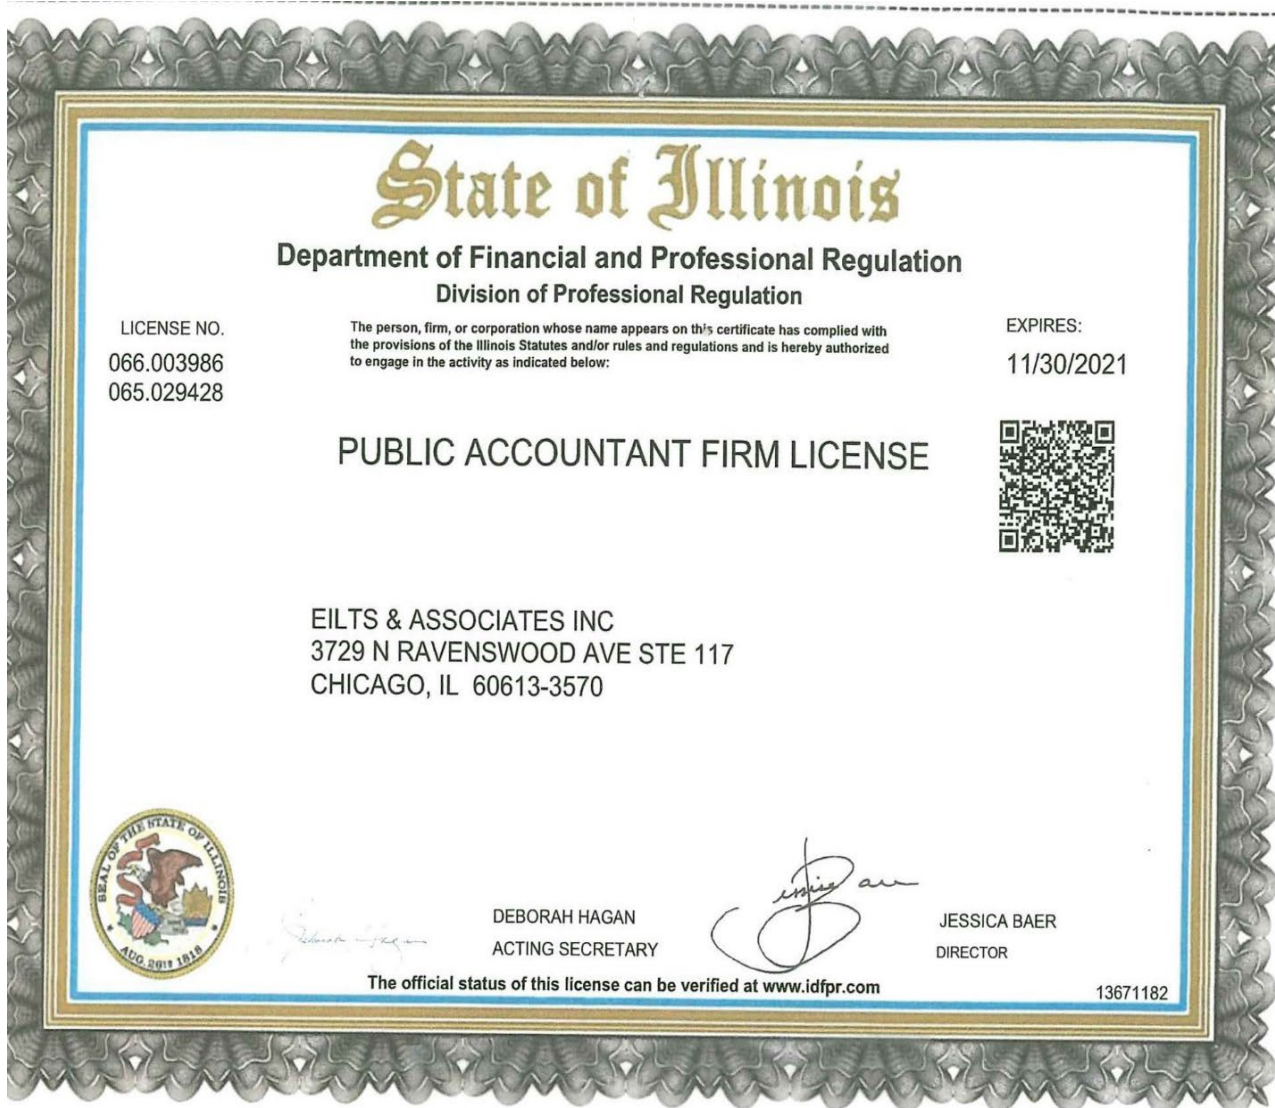 State of Illinois
Department of Financial and Professional Regulation
Division of Professional Regulation
LICENSE NO.
066.003986
065.029428
The person, firm, or corporation whose name appears on this certificate has complied with
the provisions of the Illinois Statutes and/or rules and regulations and is hereby authorized
to engage in the activity as indicated below:
EXPIRES:
11/30/2021
PUBLIC ACCOUNTANT FIRM LICENSE
EILTS & ASSOCIATES INC
3729 N RAVENSWOOD AVE STE 117
CHICAGO, IL 60613-3570
SEAL OF THE STATE OF ILLINOIS
AUG. 26TH 1818
DEBORAH HAGAN
ACTING SECRETARY
JESSICA BAER
DIRECTOR
The official status of this license can be verified at www.idfpr.com
13671182